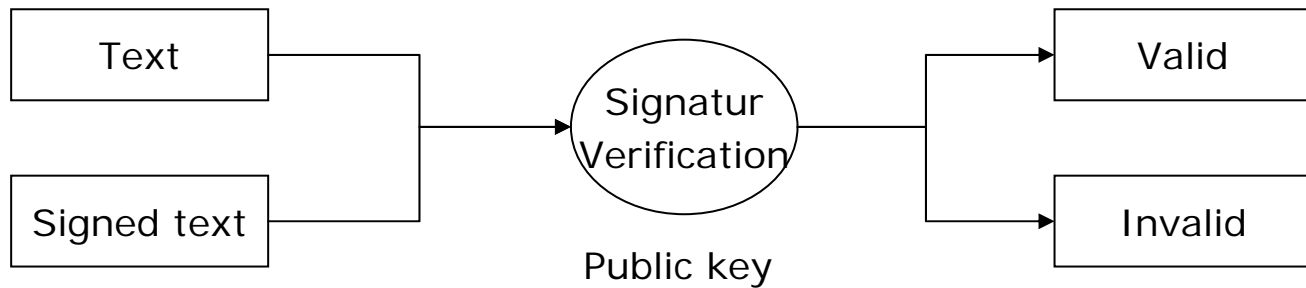 Text
Signed text
Signatur
Verification
Public key
Valid
Invalid